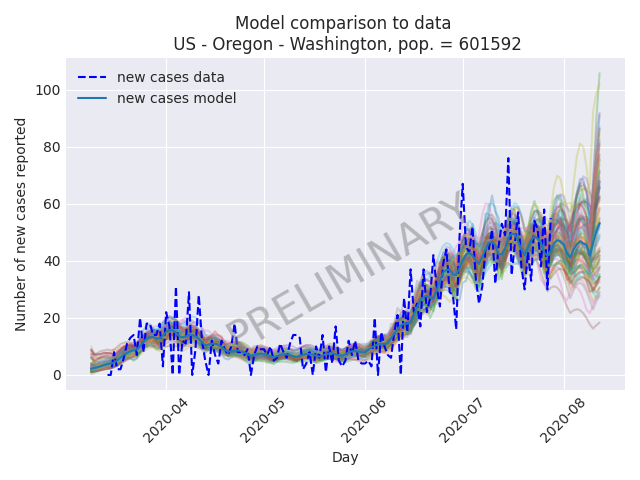 Model comparison to data
US - Oregon - Washington, pop. = 601592
new cases data
new cases model
PRELIMINARY
Number of new cases reported
100
80
60
40
20
0
2020-04
2020-05
2020-06
2020-07
2020-08
Day